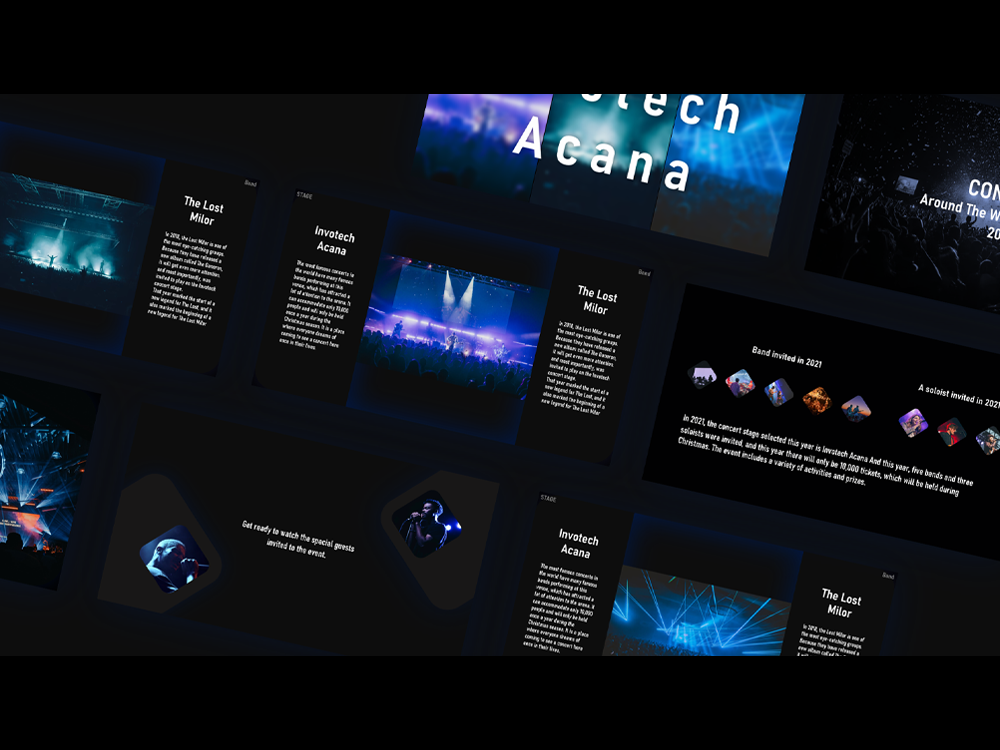 otech
Acana
CON
Around The W
20
Band
The Lost
Milor
In 2018, the Lost Milor is one of
the most eye-catching groups.
Because they have released a
new album called The Governor,
it will get even more attention,
and most importantly, was
invited to play on the Invotech
concert stage.
That year marked the start of a
new legend for The Lost, and it
also marked the beginning of a
new legend for The Lost Milor
STAGE
Invotech
Acana
The most famous concerts in
the world have many famous
bands performing at this
venue, which has attracted a
lot of attention to the arena. It
can accommodate only 10,000
people and will only be held
once a year during the
Christmas season. It is a place
where everyone dreams of
coming to see a concert here
once in their lives.
Band
The Lost
Milor
In 2018, the Lost Milor is one of
the most eye-catching groups.
Because they have released a
new album called The Governor,
it will get even more attention,
and most importantly, was
invited to play on the Invotech
concert stage.
That year marked the start of a
new legend for The Lost, and it
also marked the beginning of a
new legend for The Lost Milor
Band invited in 2021
A soloist invited in 2021
In 2021, the concert stage selected this year is Invotech Acana And this year, five bands and three
soloists were invited, and this year there will only be 10,000 tickets, which will be held during
Christmas. The event includes a variety of activities and prizes.
Get ready to watch the special guests
invited to the event.
STAGE
Invotech
Acana
The most famous concerts in
the world have many famous
bands performing at this
venue, which has attracted a
lot of attention to the arena. It
can accommodate only 10,000
people and will only be held
once a year during the
Christmas season. It is a place
where everyone dreams of
coming to see a concert here
once in their lives.
Band
The Lost
Milor
In 2018, the Lost Milor is one of
the most eye-catching groups.
Because they have released a